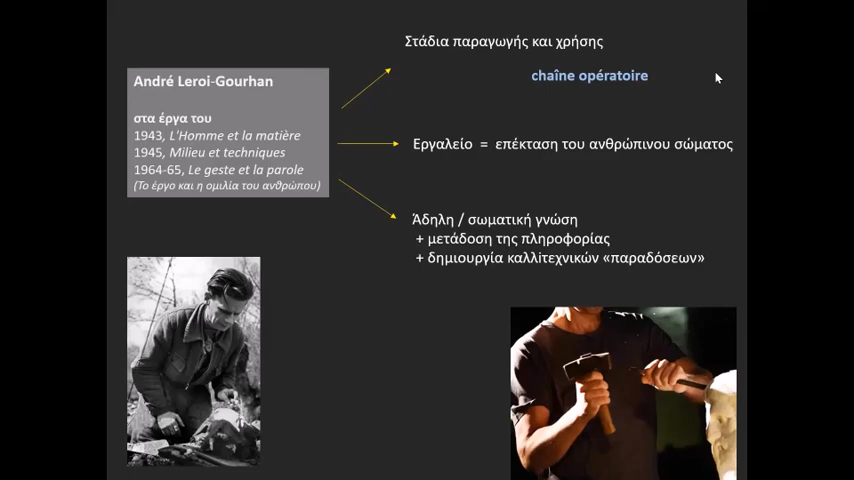 Στάδια παραγωγής και χρήσης
chaîne opératoire
André Leroi-Gourhan
στα έργα του
1943, L'Homme et la matière
1945, Milieu et techniques
1964-65, Le geste et la parole
(Το έργο και η ομιλία του ανθρώπου)
Εργαλείο = επέκταση του ανθρώπινου σώματος
Άδηλη / σωματική γνώση
+ μετάδοση της πληροφορίας
+ δημιουργία καλλiτεχνικών «παραδόσεων»